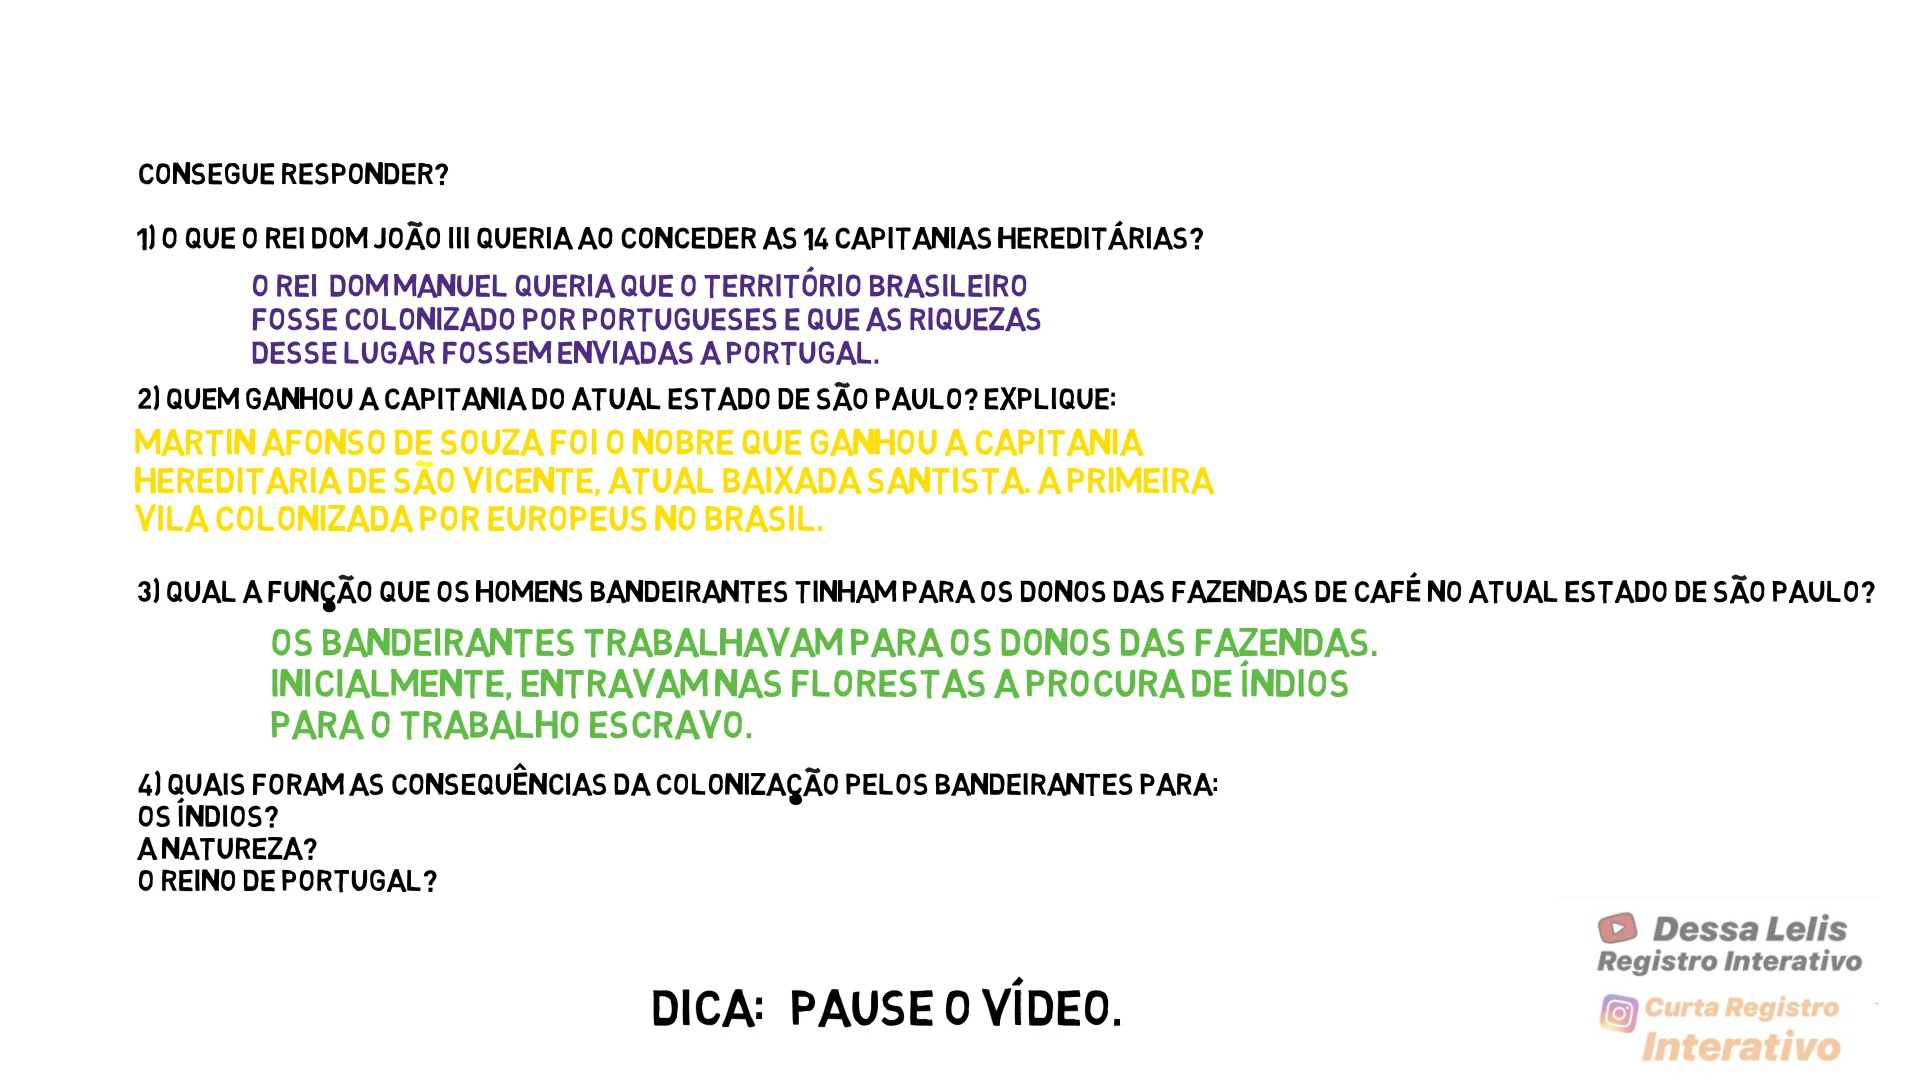 CONSEGUE RESPONDER?
1) O QUE O REI DOM JOÃO III QUERIA AO CONCEDER AS 14 CAPITANIAS HEREDITÁRIAS?
O REI DOM MANUEL QUERIA QUE O TERRITÓRIO BRASILEIRO
FOSSE COLONIZADO POR PORTUGUESES E QUE AS RIQUEZAS
DESSE LUGAR FOSSEM ENVIADAS A PORTUGAL.
2) QUEM GANHOU A CAPITANIA DO ATUAL ESTADO DE SÃO PAULO? EXPLIQUE:
MARTIN AFONSO DE SOUZA FOI O NOBRE QUE GANHOU A CAPITANIA
HEREDITARIA DE SÃO VICENTE, ATUAL BAIXADA SANTISTA. A PRIMEIRA
VILA COLONIZADA POR EUROPEUS NO BRASIL.
3) QUAL A FUNÇÃO QUE OS HOMENS BANDEIRANTES TINHAM PARA OS DONOS DAS FAZENDAS DE CAFÉ NO ATUAL ESTADO DE SÃO PAULO?
OS BANDEIRANTES TRABALHAVAM PARA OS DONOS DAS FAZENDAS.
INICIALMENTE, ENTRAVAM NAS FLORESTAS A PROCURA DE ÍNDIOS
PARA O TRABALHO ESCRAVO.
4) QUAIS FORAM AS CONSEQUÊNCIAS DA COLONIZAÇÃO PELOS BANDEIRANTES PARA:
OS ÍNDIOS?
A NATUREZA?
O REINO DE PORTUGAL?
DICA: PAUSE O VÍDEO.
Dessa Lelis
Registro Interativo
Curta Registro
Interativo